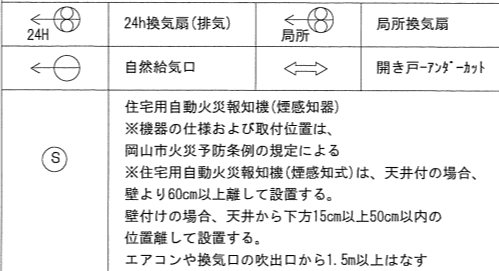 24H
24h換気扇(排気)
局所
局所換気扇
自然給気口
開き戸ｰｱﾝﾀﾞｰｶｯﾄ
S
住宅用自動火災報知機(煙感知器)
※機器の仕様および取付位置は、
岡山市火災予防条例の規定による
※住宅用自動火災報知機(煙感知式)は、天井付の場合、
壁より60cm以上離して設置する。
壁付けの場合、天井から下方15cm以上50cm以内の
位置離して設置する。
エアコンや換気口の吹出口から1.5m以上はなす